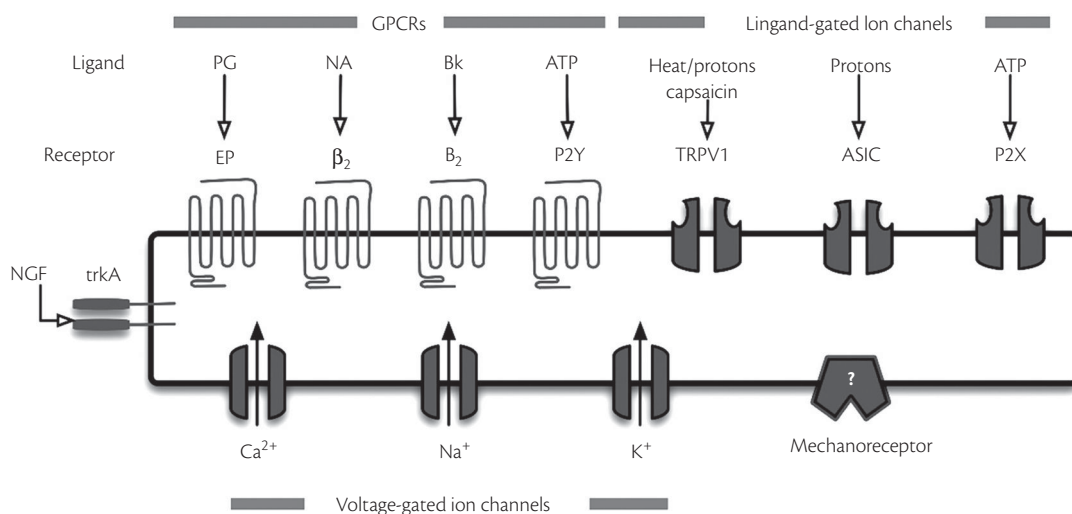 GPCRs Lingand-gated Ion chanels
Ligand PG NA Bk ATP Heat/protons capsaicin Protons ATP
Receptor EP β₂ B₂ P2Y TRPV1 ASIC P2X
NGF trkA
?
Ca²⁺ Na⁺ K⁺ Mechanoreceptor
Voltage-gated ion channels